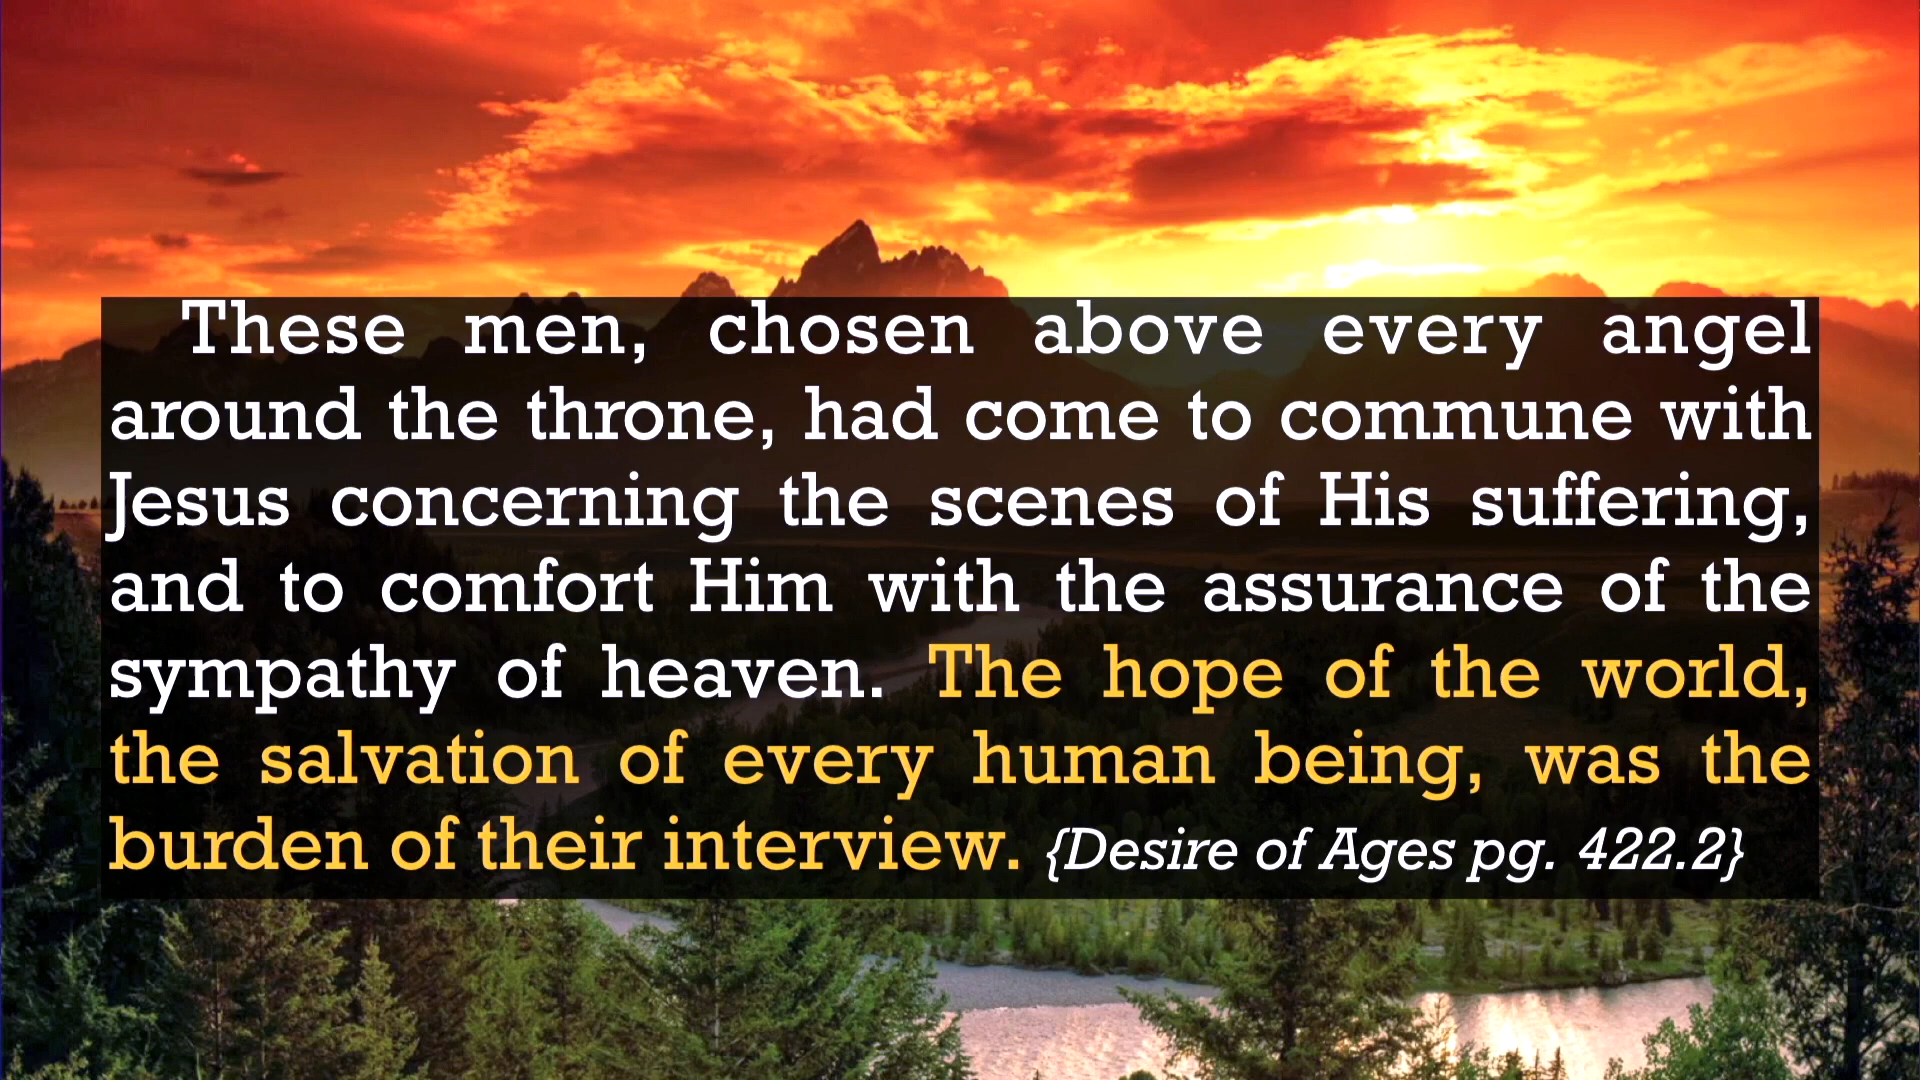 These men, chosen above every angel
around the throne, had come to commune with
Jesus concerning the scenes of His suffering,
and to comfort Him with the assurance of the
sympathy of heaven. The hope of the world,
the salvation of every human being, was the
burden of their interview. {Desire of Ages pg. 422.2}